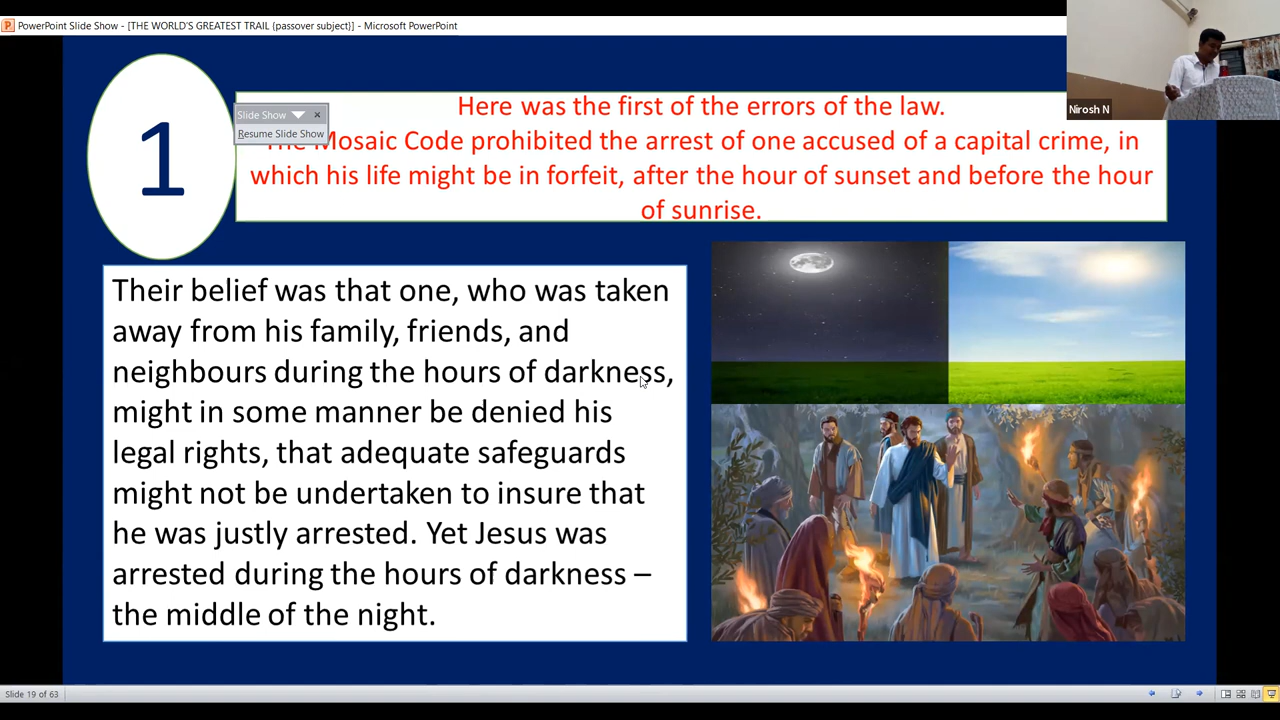 PowerPoint Slide Show - [THE WORLD'S GREATEST TRAIL (passover subject)] - Microsoft PowerPoint
Nirosh N
1
Slide Show
Resume Slide Show
Here was the first of the errors of the law.
Mosaic Code prohibited the arrest of one accused of a capital crime, in
which his life might be in forfeit, after the hour of sunset and before the hour
of sunrise.
Their belief was that one, who was taken
away from his family, friends, and
neighbours during the hours of darkness,
might in some manner be denied his
legal rights, that adequate safeguards
might not be undertaken to insure that
he was justly arrested. Yet Jesus was
arrested during the hours of darkness –
the middle of the night.
Slide 19 of 63